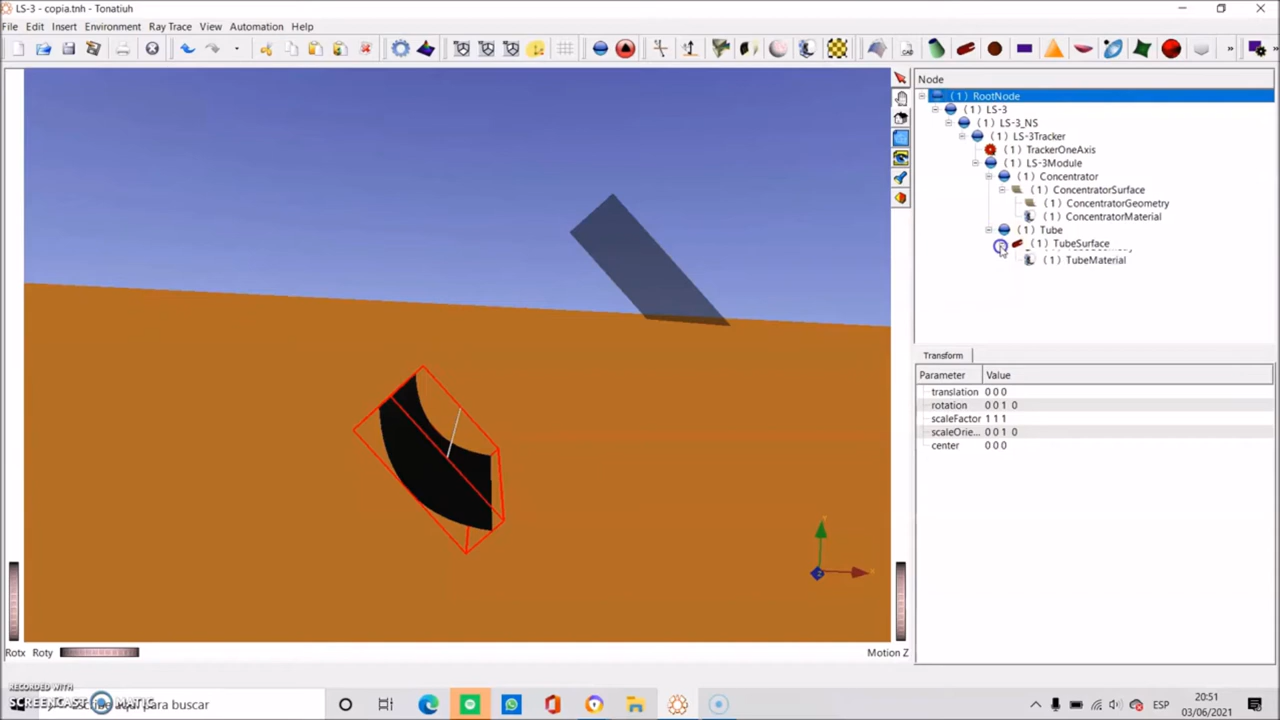 LS-3 - copia.tnh - Tonatiuh
File Edit Insert Environment Ray Trace View Automation Help
Node
(1) RootNode
(1) LS-3
(1) LS-3_NS
(1) LS-3Tracker
(1) TrackerOneAxis
(1) LS-3Module
(1) Concentrator
(1) ConcentratorSurface
(1) ConcentratorGeometry
(1) ConcentratorMaterial
(1) Tube
(1) TubeSurface
(1) TubeMaterial
Transform
Parameter Value
translation 0 0 0
rotation 0 0 1 0
scaleFactor 1 1 1
scaleOrie... 0 0 1 0
center 0 0 0
Y
X
Rotx Roty Motion Z
RECORDED WITH
SCREENCAST MATIC
aquí para buscar
ESP
20:51
03/06/2021